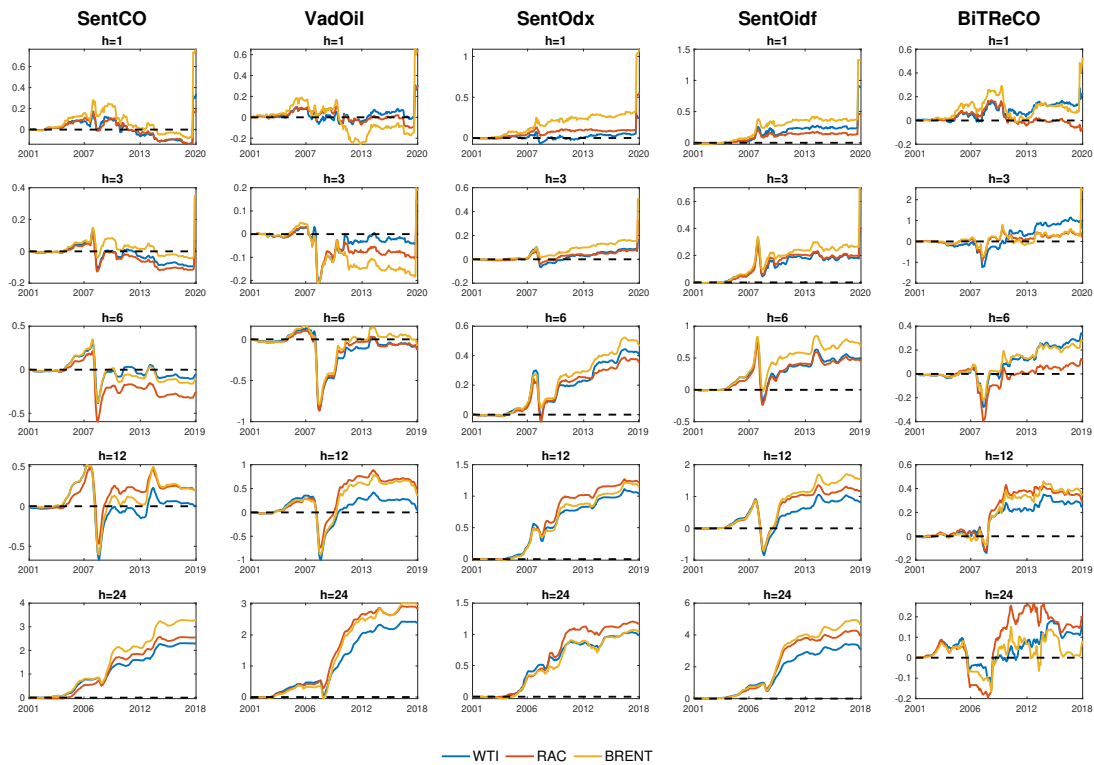 SentCO VadOil SentOdx SentOidf BiTReCO
h=1 h=1 h=1 h=1 h=1
0.6 0.4 0.2 0
0.6 0.4 0.2 0 -0.2
1 0.5 0
1.5 1 0.5 0
0.6 0.4 0.2 0 -0.2
2001 2007 2013 2020 2001 2007 2013 2020 2001 2007 2013 2020 2001 2007 2013 2020 2001 2007 2013 2020
h=3 h=3 h=3 h=3 h=3
0.4 0.2 0 -0.2
0.2 0.1 0 -0.1 -0.2
0.6 0.4 0.2 0 -0.2
0.6 0.4 0.2 0
2 1 0 -1 -2
2001 2007 2013 2020 2001 2007 2013 2020 2001 2007 2013 2020 2001 2007 2013 2020 2001 2007 2013 2020
h=6 h=6 h=6 h=6 h=6
0.5 0 -0.5
0 -0.5 -1
0.6 0.4 0.2 0
1 0.5 0 -0.5
0.4 0.2 0 -0.2 -0.4
2001 2007 2013 2019 2001 2007 2013 2019 2001 2007 2013 2019 2001 2007 2013 2019 2001 2007 2013 2019
h=12 h=12 h=12 h=12 h=12
0.5 0 -0.5
1 0.5 0 -0.5 -1
1.5 1 0.5 0
2 1 0 -1
0.6 0.4 0.2 0 -0.2
2001 2007 2013 2019 2001 2007 2013 2019 2001 2007 2013 2019 2001 2007 2013 2019 2001 2007 2013 2019
h=24 h=24 h=24 h=24 h=24
4 3 2 1 0
3 2 1 0
1.5 1 0.5 0
6 4 2 0
0.2 0.1 0 -0.1 -0.2
2001 2006 2012 2018 2001 2006 2012 2018 2001 2006 2012 2018 2001 2006 2012 2018 2001 2006 2012 2018
WTI RAC BRENT